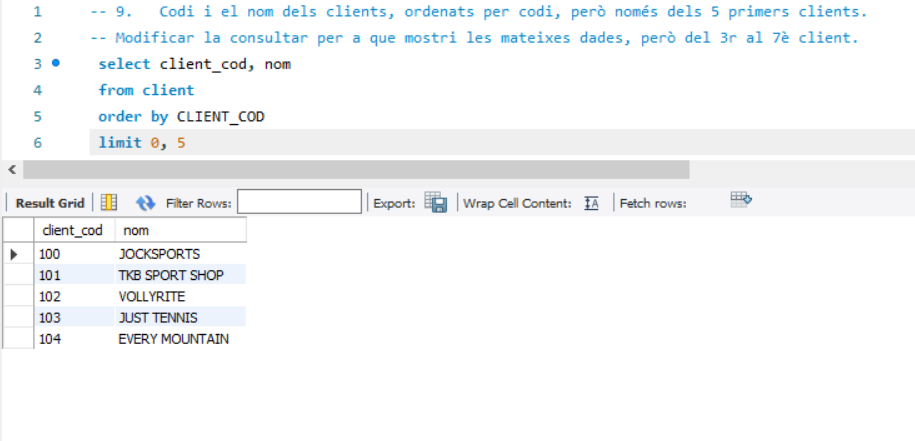 1 -- 9. Codi i el nom dels clients, ordenats per codi, però només dels 5 primers clients.
2 -- Modificar la consultar per a que mostri les mateixes dades, però del 3r al 7è client.
3 select client_cod, nom
4 from client
5 order by CLIENT_COD
6 limit 0, 5
Result Grid Filter Rows: Export: Wrap Cell Content: IA Fetch rows:
client_cod nom
100 JOCKSPORTS
101 TKB SPORT SHOP
102 VOLLYRITE
103 JUST TENNIS
104 EVERY MOUNTAIN